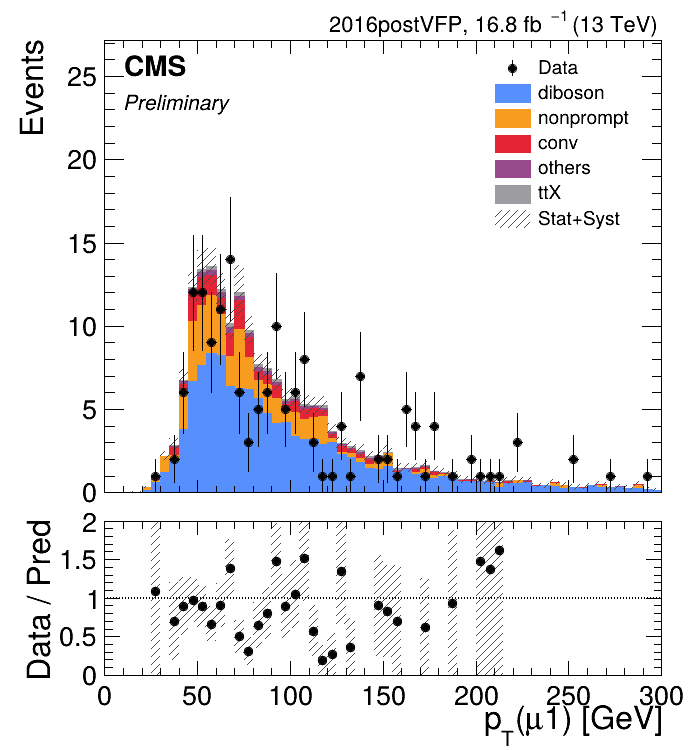 2016postVFP, 16.8 fb⁻¹ (13 TeV)
CMS
Preliminary
Events
25
20
15
10
5
0
Data
diboson
nonprompt
conv
others
ttX
Stat+Syst
Data / Pred
2
1.5
1
0.5
0
0 50 100 150 200 250 300
p_T(μ1) [GeV]